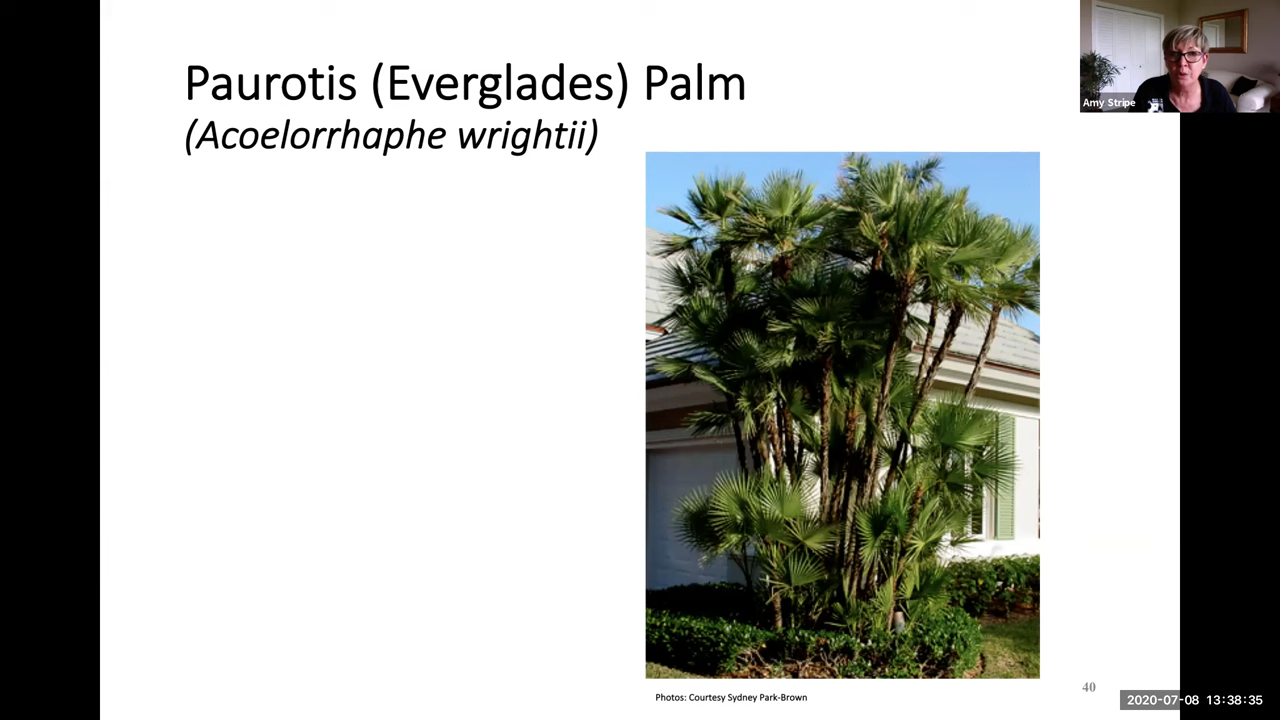 Paurotis (Everglades) Palm
(Acoelorrhaphe wrightii)
Amy Stripe
Photos: Courtesy Sydney Park-Brown
40
2020-07-08 13:38:35